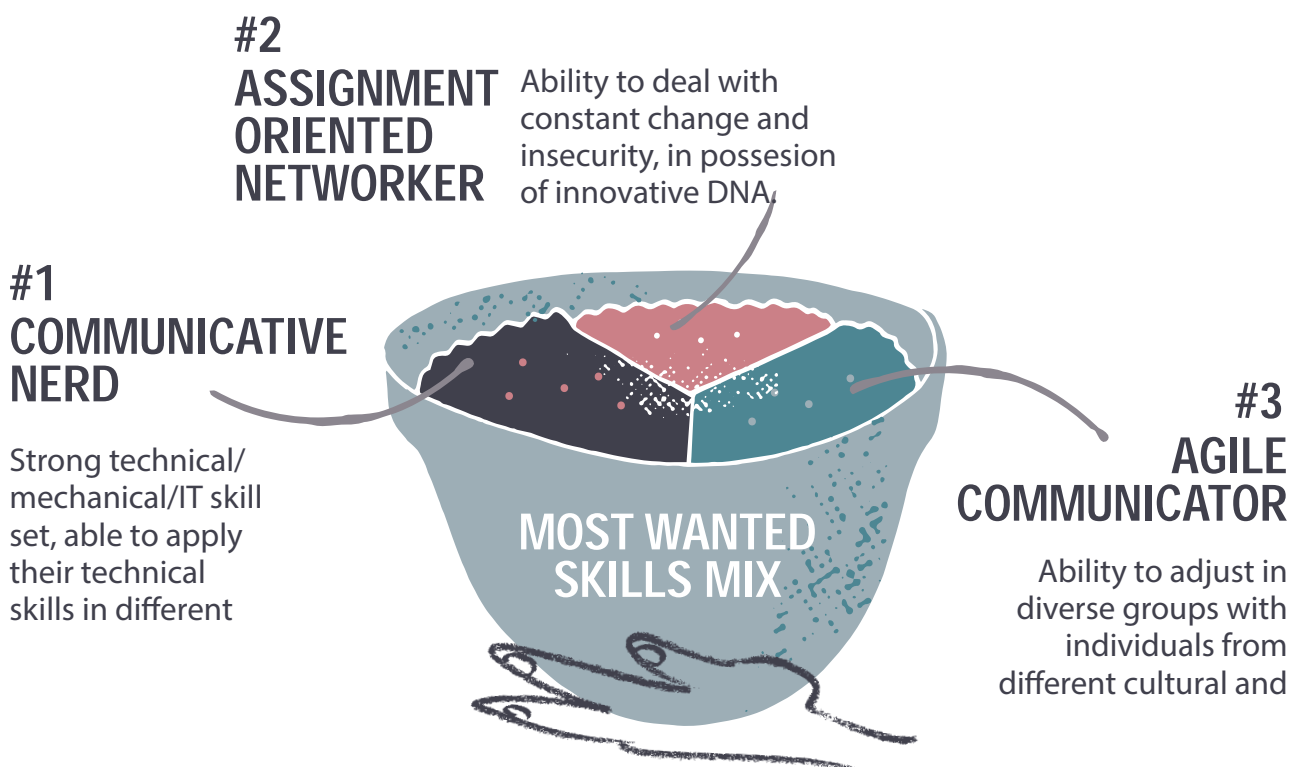 #2
ASSIGNMENT
ORIENTED
NETWORKER
Ability to deal with
constant change and
insecurity, in possesion
of innovative DNA.
#1
COMMUNICATIVE
NERD
Strong technical/
mechanical/IT skill
set, able to apply
their technical
skills in different
#3
AGILE
COMMUNICATOR
Ability to adjust in
diverse groups with
individuals from
different cultural and
MOST WANTED
SKILLS MIX